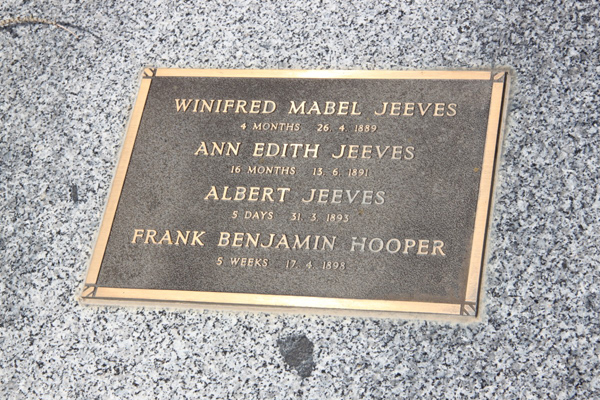 WINIFRED MABEL JEEVES
4 MONTHS 26. 4. 1889
ANN EDITH JEEVES
16 MONTHS 13. 6. 1891
ALBERT JEEVES
5 DAYS 31. 3. 1893
FRANK BENJAMIN HOOPER
5 WEEKS 17. 4. 1898